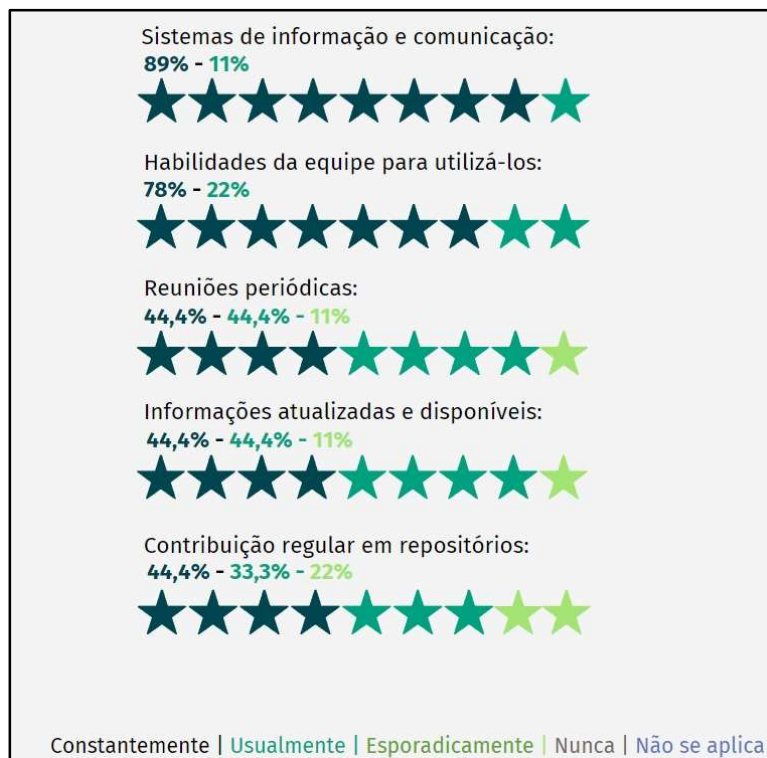 Sistemas de informação e comunicação:
89% - 11%
Habilidades da equipe para utilizá-los:
78% - 22%
Reuniões periódicas:
44,4% - 44,4% - 11%
Informações atualizadas e disponíveis:
44,4% - 44,4% - 11%
Contribuição regular em repositórios:
44,4% - 33,3% - 22%
Constantemente | Usualmente | Esporadicamente | Nunca | Não se aplica